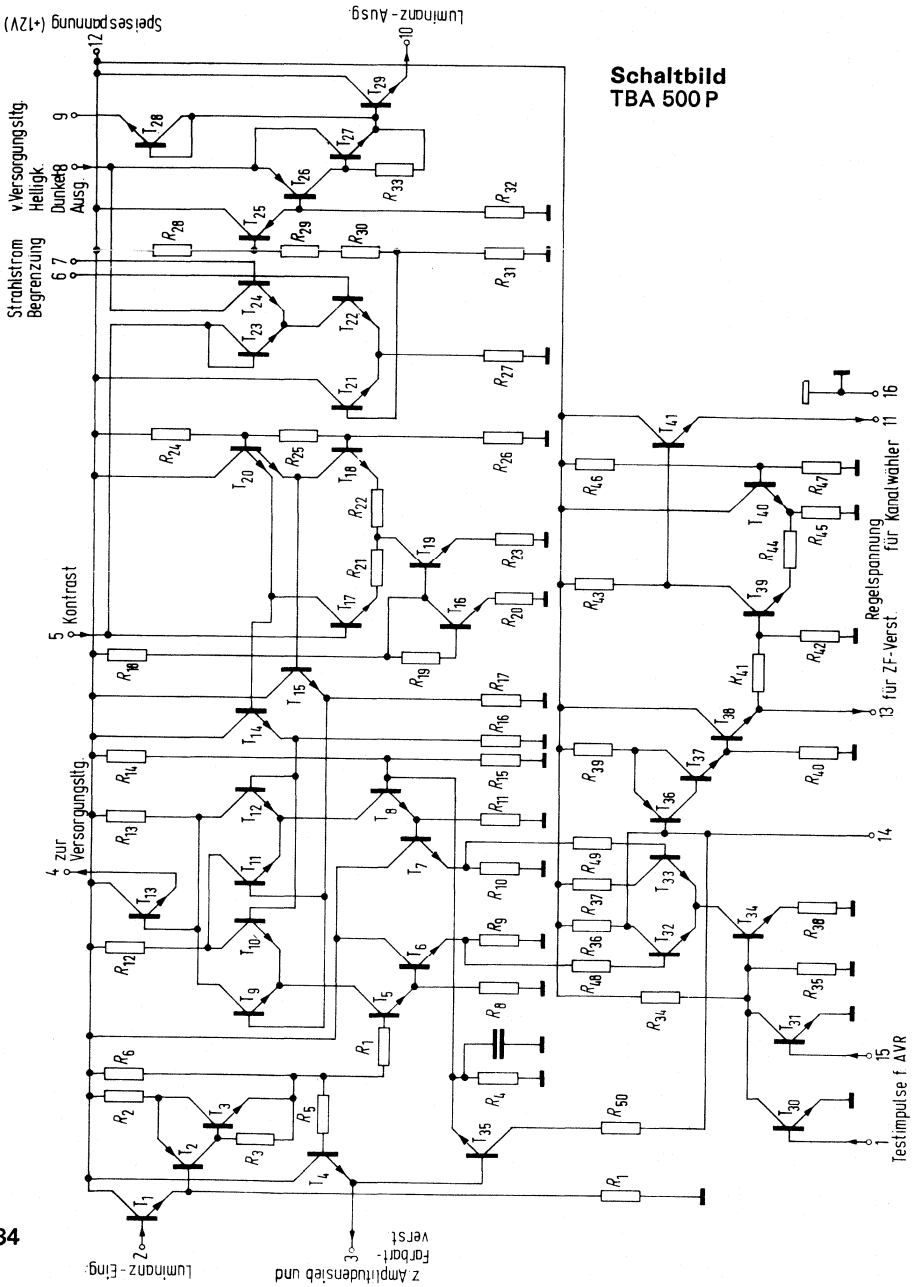 Schaltbild
TBA 500 P
Speisespannung (+12V)
12
Luminanz-Ausg.
10
v. Versorgungsltg.
9
Helligk.
8
Dunkel
Ausg.
Strahlstrom
Begrenzung
6 7
5 Kontrast
4 zur
Versorgungsltg.
2
Luminanz-Eing.
3
z. Amplitudensieb und
Farbart-
verst.
T29
T28
T27
T26
R33
T25
R32
R28
R29
R30
R31
T24
T23
T22
T21
R27
R24
T20
R25
T18
R26
R22
R21
T19
R23
T17
T16
R20
R18
R19
T15
R17
T14
R16
R14
R15
R13
T12
T8
R11
T13
T11
T7
R10
R12
T10
T6
R9
T9
T5
R8
R1
R6
R2
T3
T2
R3
R5
T4
T1
R4
T35
R50
R1
R49
R37
T33
R36
T32
R48
T34
R38
R35
R34
T31
T30
R39
T37
T36
T38
R40
R41
R42
R43
T39
R44
T40
R45
R46
R47
T41
16
11
Regelspannung
für Kanalwähler
13 für ZF-Verst.
14
15
1
Testimpulse f. AVR
34